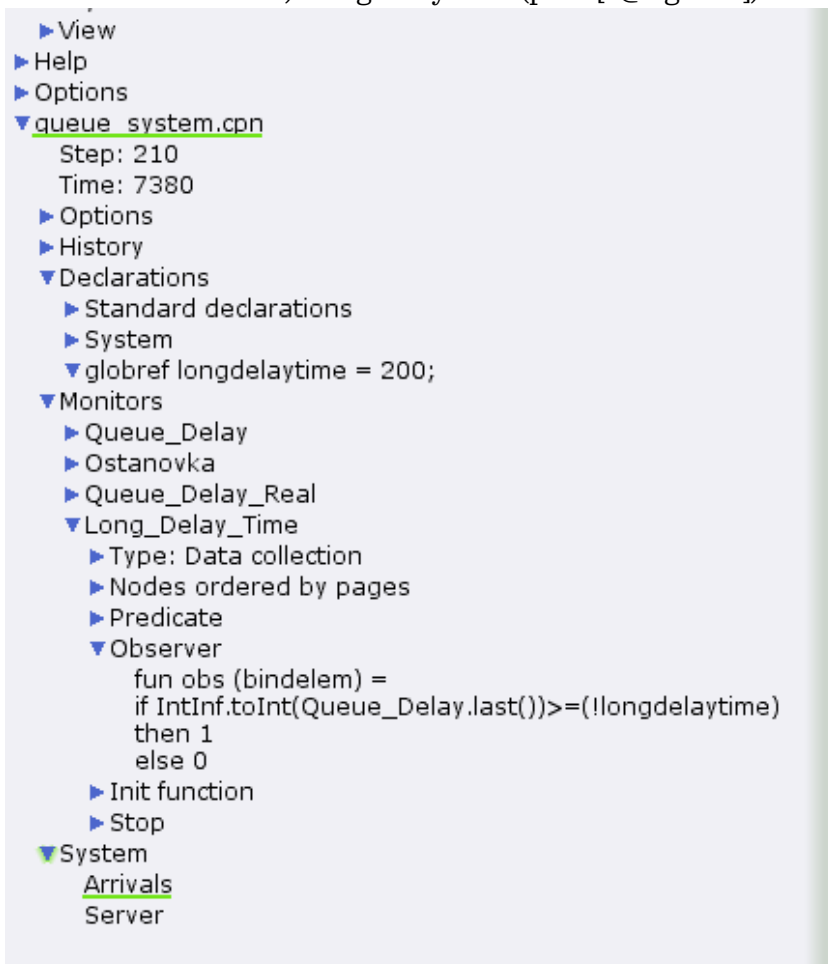 View
Help
Options
queue_system.cpn
Step: 210
Time: 7380
Options
History
Declarations
Standard declarations
System
globref longdelaytime = 200;
Monitors
Queue_Delay
Ostanovka
Queue_Delay_Real
Long_Delay_Time
Type: Data collection
Nodes ordered by pages
Predicate
Observer
fun obs (bindelem) =
if IntInf.toInt(Queue_Delay.last())>=(!longdelaytime)
then 1
else 0
Init function
Stop
System
Arrivals
Server